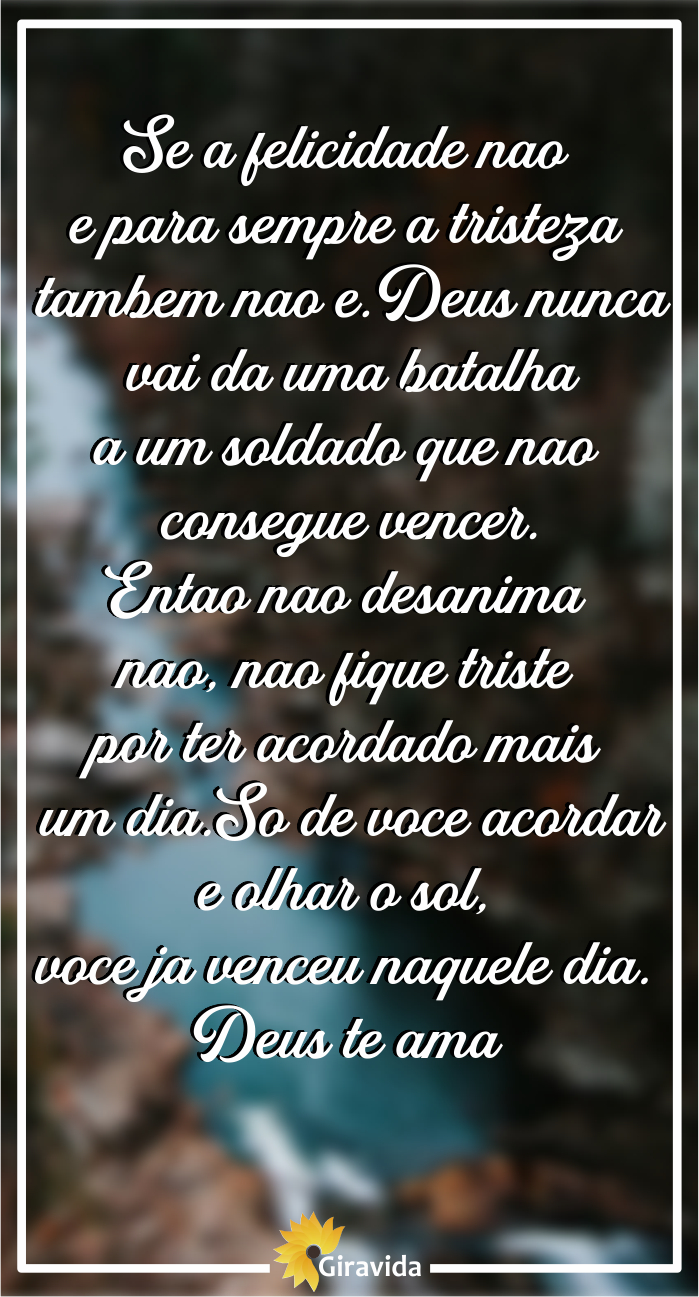 Se a felicidade nao
e para sempre a tristeza
tambem nao e.Deus nunca
vai da uma batalha
a um soldado que nao
consegue vencer.
Entao nao desanima
nao, nao fique triste
por ter acordado mais
um dia.So de voce acordar
e olhar o sol,
voce ja venceu naquele dia.
Deus te ama
Giravida